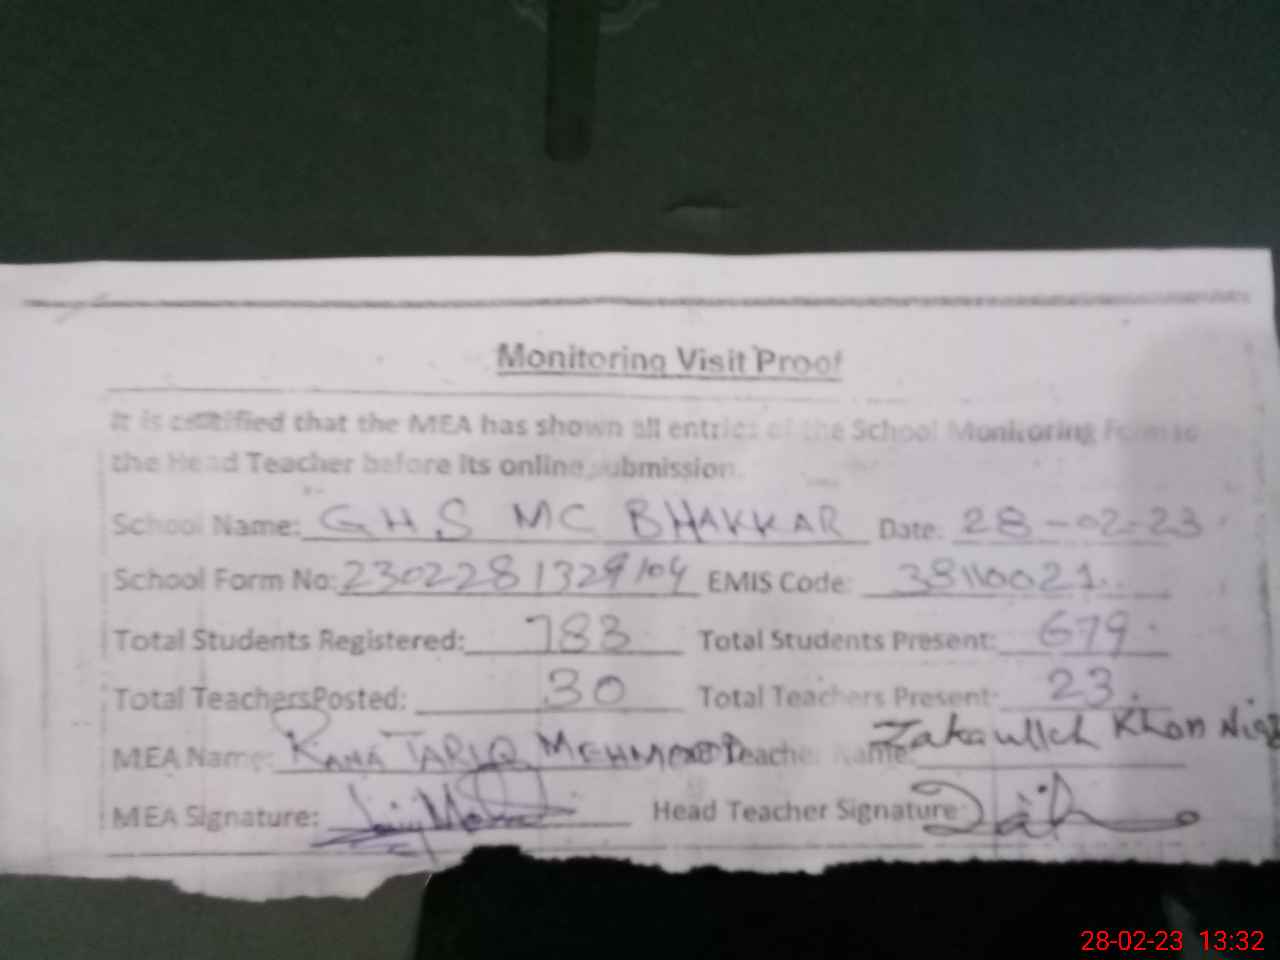 Monitoring Visit Proof
It is certified that the MEA has shown all entries of the School Monitoring Form to
the Head Teacher before its online submission.
School Name: GHS MC BHAKKAR Date: 28-02-23
School Form No: 2302281329104 EMIS Code: 38110021
Total Students Registered: 783 Total Students Present: 679
Total TeachersPosted: 30 Total Teachers Present: 23
MEA Name: RANA TARIQ MEHMOOD Teacher Name: Zakaullah Khan
MEA Signature: Head Teacher Signature
28-02-23 13:32